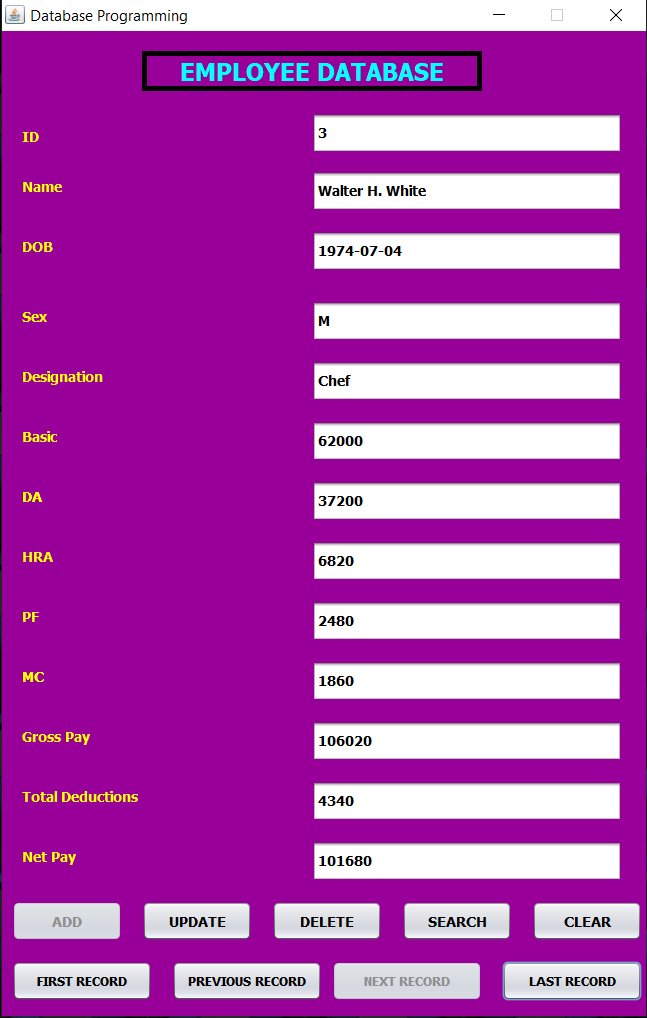 Database Programming
EMPLOYEE DATABASE
ID 3
Name Walter H. White
DOB 1974-07-04
Sex M
Designation Chef
Basic 62000
DA 37200
HRA 6820
PF 2480
MC 1860
Gross Pay 106020
Total Deductions 4340
Net Pay 101680
ADD UPDATE DELETE SEARCH CLEAR
FIRST RECORD PREVIOUS RECORD NEXT RECORD LAST RECORD